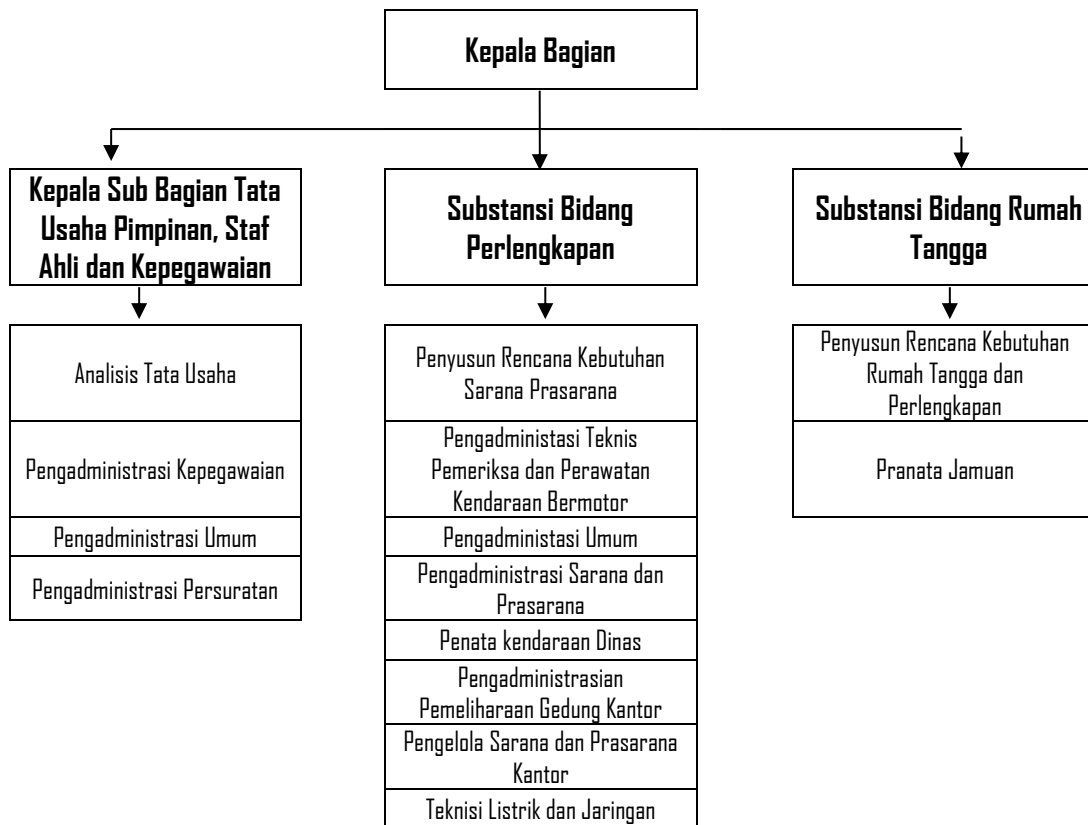 Kepala Bagian
Kepala Sub Bagian Tata
Usaha Pimpinan, Staf
Ahli dan Kepegawaian
Substansi Bidang
Perlengkapan
Substansi Bidang Rumah
Tangga
Analisis Tata Usaha
Pengadministrasi Kepegawaian
Pengadministrasi Umum
Pengadministrasi Persuratan
Penyusun Rencana Kebutuhan
Sarana Prasarana
Pengadministasi Teknis
Pemeriksa dan Perawatan
Kendaraan Bermotor
Pengadministasi Umum
Pengadministrasi Sarana dan
Prasarana
Penata kendaraan Dinas
Pengadministrasian
Pemeliharaan Gedung Kantor
Pengelola Sarana dan Prasarana
Kantor
Teknisi Listrik dan Jaringan
Penyusun Rencana Kebutuhan
Rumah Tangga dan
Perlengkapan
Pranata Jamuan